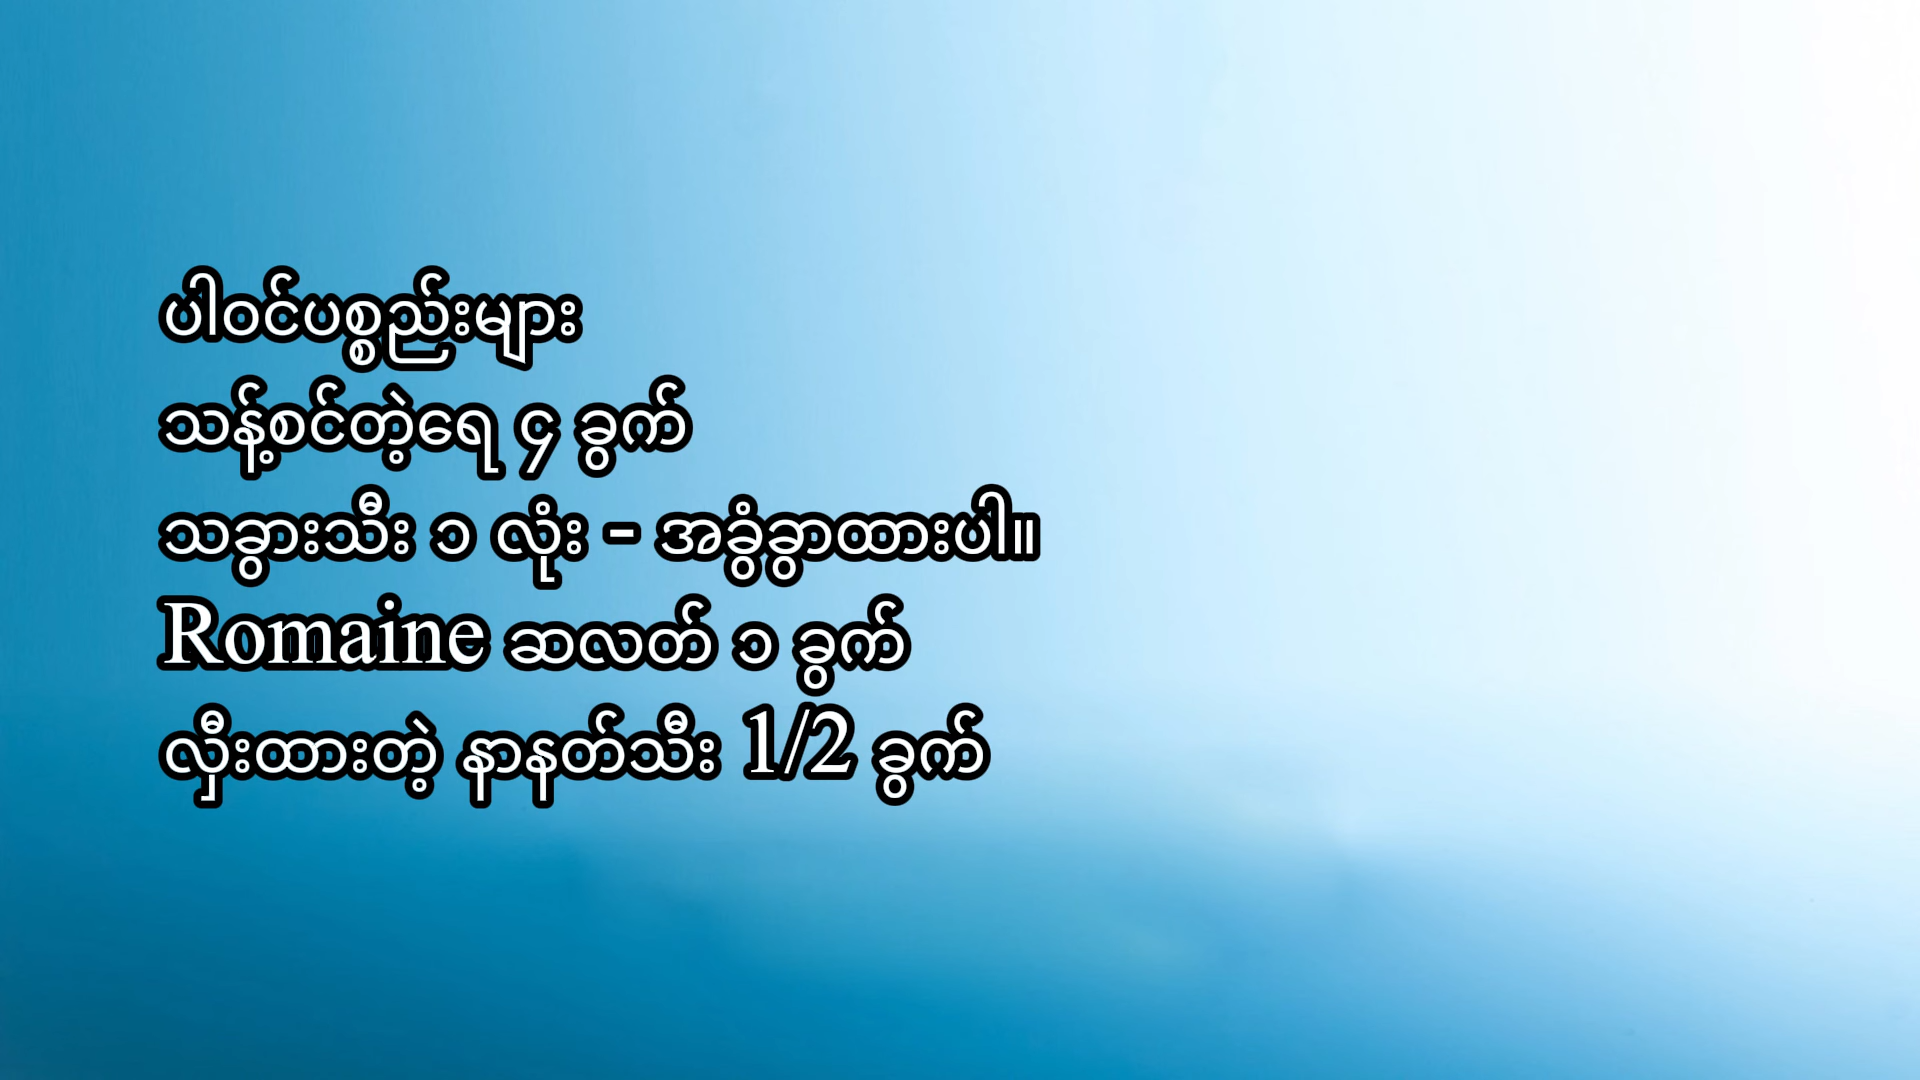 ပါဝင်ပစ္စည်းများ
သန့်စင်တဲ့ရေ ၄ ခွက်
သခွားသီး ၁ လုံး - အခွံခွာထားပါ။
Romaine ဆလတ် ၁ ခွက်
လှီးထားတဲ့ နာနတ်သီး 1/2 ခွက်